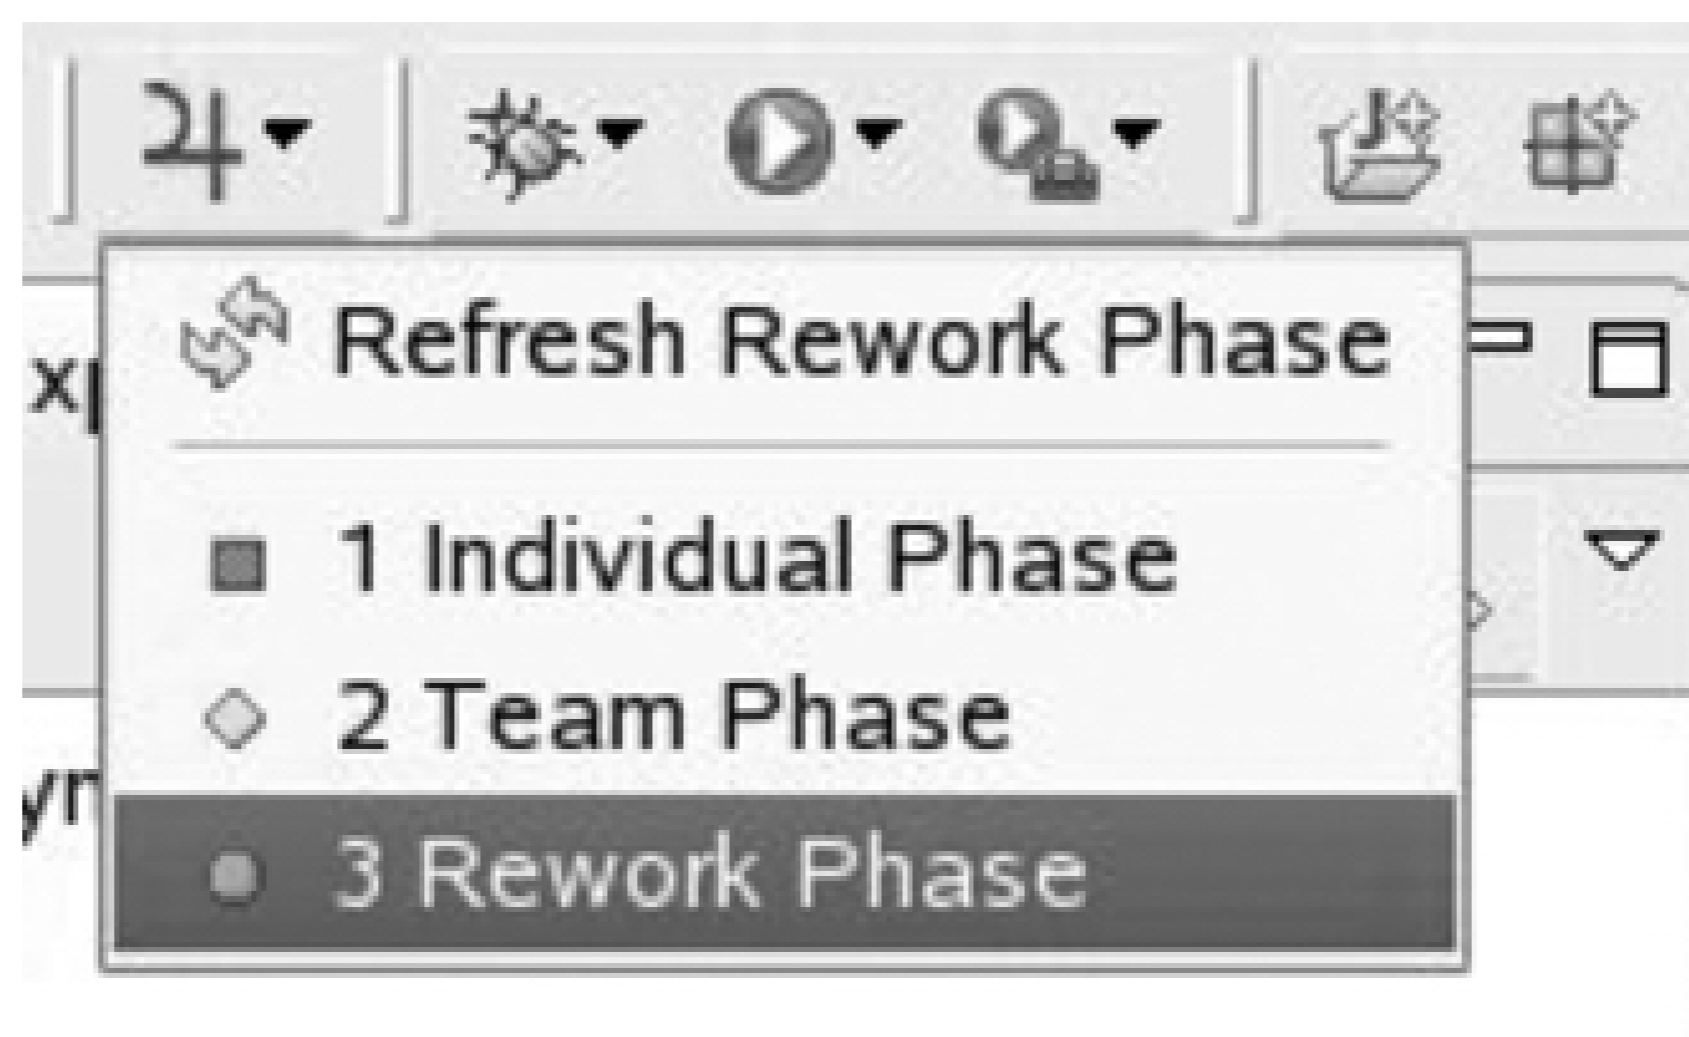 Refresh Rework Phase
1 Individual Phase
2 Team Phase
3 Rework Phase